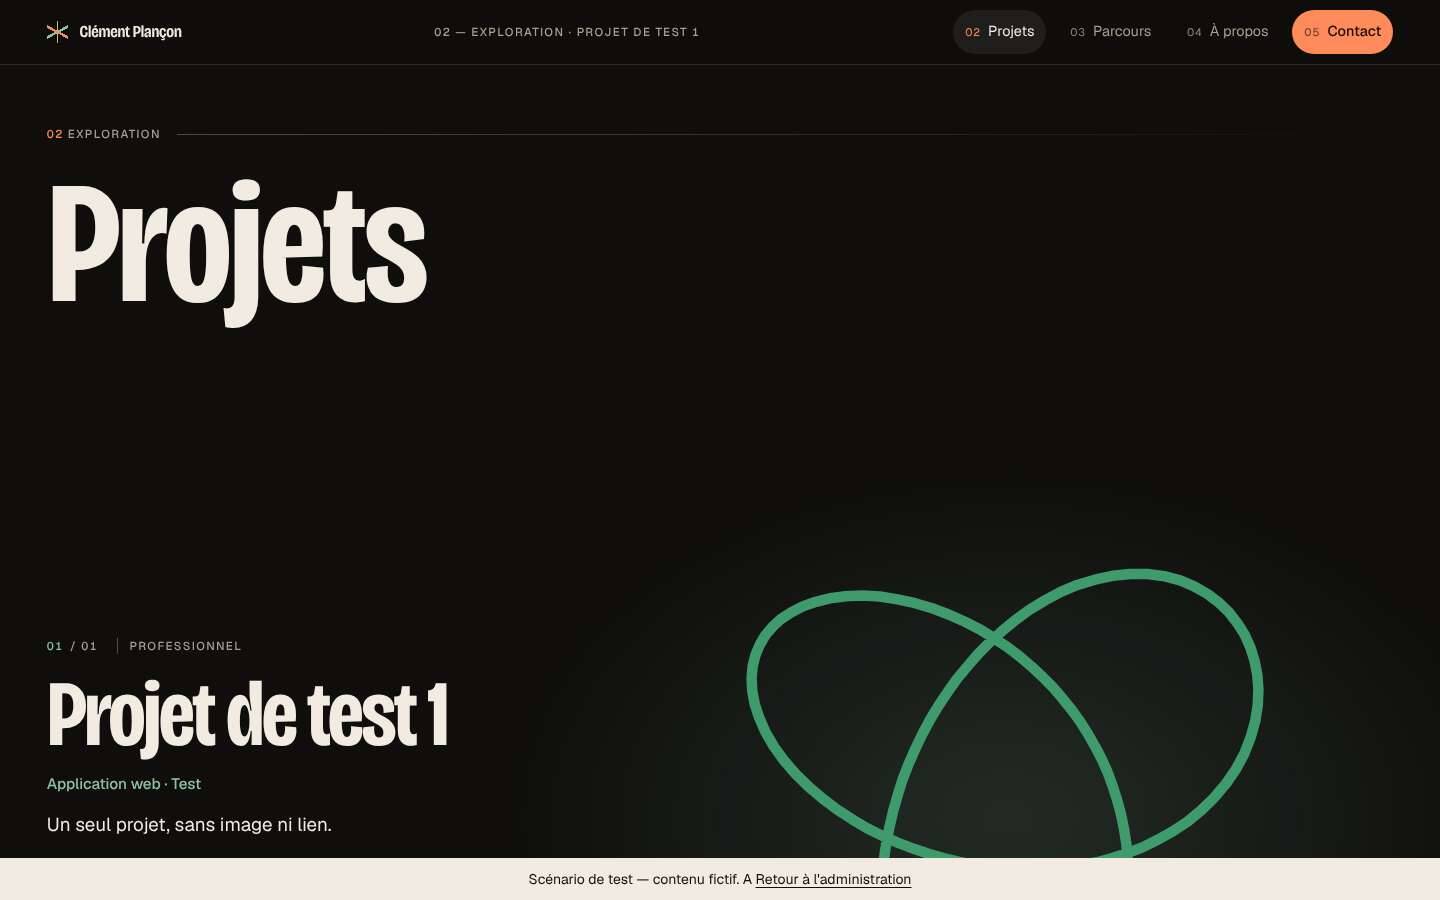 Clément Plançon
02 — EXPLORATION · PROJET DE TEST 1
02 Projets
03 Parcours
04 À propos
05 Contact
02 EXPLORATION
Projets
01 / 01 PROFESSIONNEL
Projet de test 1
Application web · Test
Un seul projet, sans image ni lien.
Scénario de test — contenu fictif. A Retour à l'administration